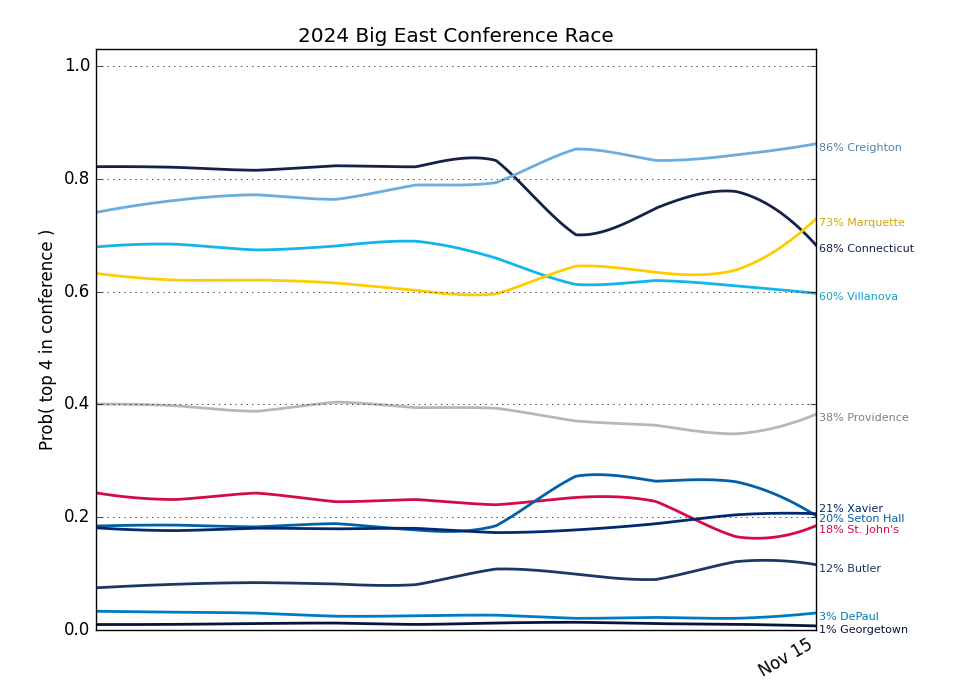 2024 Big East Conference Race
Prob( top 4 in conference )
1.0
0.8
0.6
0.4
0.2
0.0
86% Creighton
73% Marquette
68% Connecticut
60% Villanova
38% Providence
21% Xavier
20% Seton Hall
18% St. John's
12% Butler
3% DePaul
1% Georgetown
Nov 15